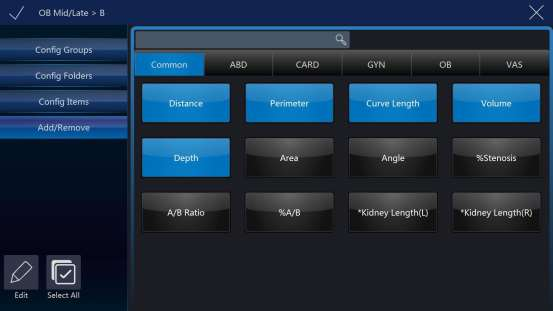 OB Mid/Late > B
Config Groups
Config Folders
Config Items
Add/Remove
Edit
Select All
Common ABD CARD GYN OB VAS
Distance Perimeter Curve Length Volume
Depth Area Angle %Stenosis
A/B Ratio %A/B *Kidney Length(L) *Kidney Length(R)